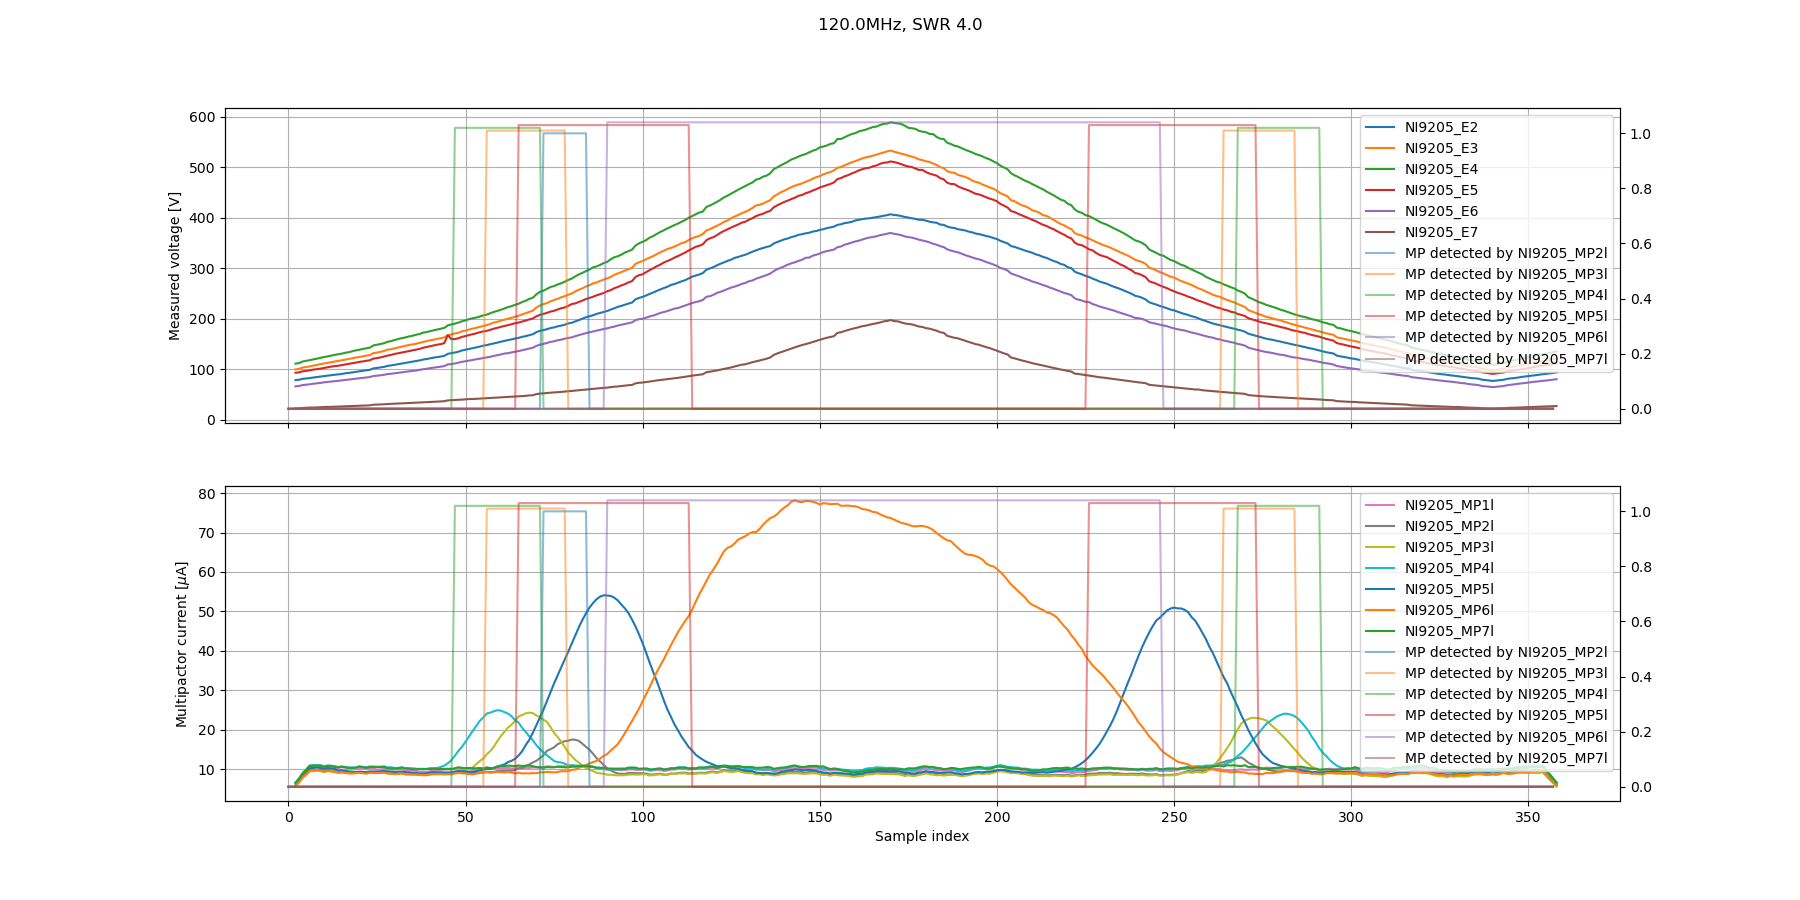 120.0MHz, SWR 4.0
Measured voltage [V]
600
500
400
300
200
100
0
1.0
0.8
0.6
0.4
0.2
0.0
NI9205_E2
NI9205_E3
NI9205_E4
NI9205_E5
NI9205_E6
NI9205_E7
MP detected by NI9205_MP2l
MP detected by NI9205_MP3l
MP detected by NI9205_MP4l
MP detected by NI9205_MP5l
MP detected by NI9205_MP6l
MP detected by NI9205_MP7l
Multipactor current [μA]
80
70
60
50
40
30
20
10
1.0
0.8
0.6
0.4
0.2
0.0
NI9205_MP1l
NI9205_MP2l
NI9205_MP3l
NI9205_MP4l
NI9205_MP5l
NI9205_MP6l
NI9205_MP7l
MP detected by NI9205_MP2l
MP detected by NI9205_MP3l
MP detected by NI9205_MP4l
MP detected by NI9205_MP5l
MP detected by NI9205_MP6l
MP detected by NI9205_MP7l
0 50 100 150 200 250 300 350
Sample index